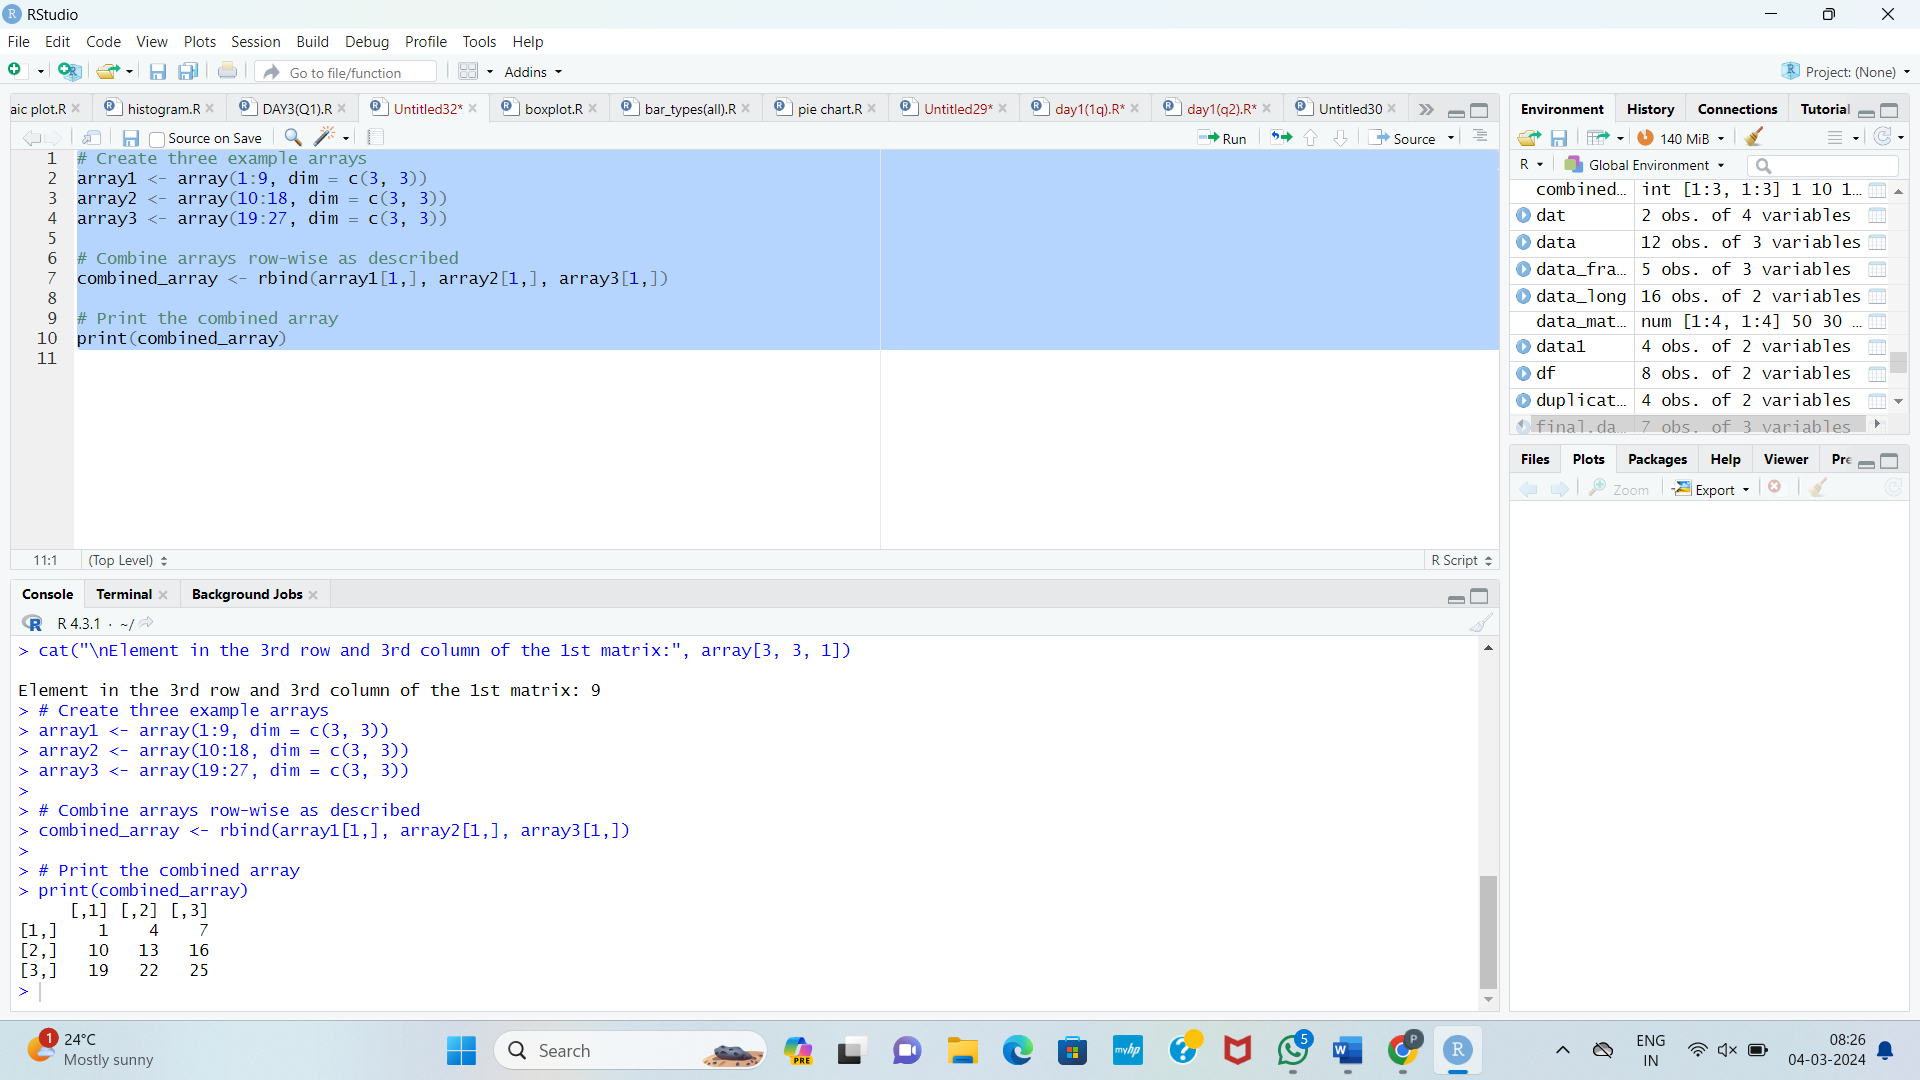 RStudio
File Edit Code View Plots Session Build Debug Profile Tools Help
Go to file/function Addins Project: (None)
aic plot.R histogram.R DAY3(Q1).R Untitled32* boxplot.R bar_types(all).R pie chart.R Untitled29* day1(1q).R* day1(q2).R* Untitled30
Source on Save Run Source
1 # Create three example arrays
2 array1 <- array(1:9, dim = c(3, 3))
3 array2 <- array(10:18, dim = c(3, 3))
4 array3 <- array(19:27, dim = c(3, 3))
5
6 # Combine arrays row-wise as described
7 combined_array <- rbind(array1[1,], array2[1,], array3[1,])
8
9 # Print the combined array
10 print(combined_array)
11
11:1 (Top Level) R Script
Console Terminal Background Jobs
R 4.3.1 · ~/
> cat("\nElement in the 3rd row and 3rd column of the 1st matrix:", array[3, 3, 1])
Element in the 3rd row and 3rd column of the 1st matrix: 9
> # Create three example arrays
> array1 <- array(1:9, dim = c(3, 3))
> array2 <- array(10:18, dim = c(3, 3))
> array3 <- array(19:27, dim = c(3, 3))
>
> # Combine arrays row-wise as described
> combined_array <- rbind(array1[1,], array2[1,], array3[1,])
>
> # Print the combined array
> print(combined_array)
[,1] [,2] [,3]
[1,] 1 4 7
[2,] 10 13 16
[3,] 19 22 25
>
Environment History Connections Tutorial
140 MiB
R Global Environment
combined… int [1:3, 1:3] 1 10 1…
dat 2 obs. of 4 variables
data 12 obs. of 3 variables
data_fra… 5 obs. of 3 variables
data_long 16 obs. of 2 variables
data_mat… num [1:4, 1:4] 50 30 …
data1 4 obs. of 2 variables
df 8 obs. of 2 variables
duplicat… 4 obs. of 2 variables
final.da… 7 obs. of 3 variables
Files Plots Packages Help Viewer Pre
Zoom Export
1 24°C
Mostly sunny
Search
PRE
myhp
5
P
R
ENG
IN
08:26
04-03-2024